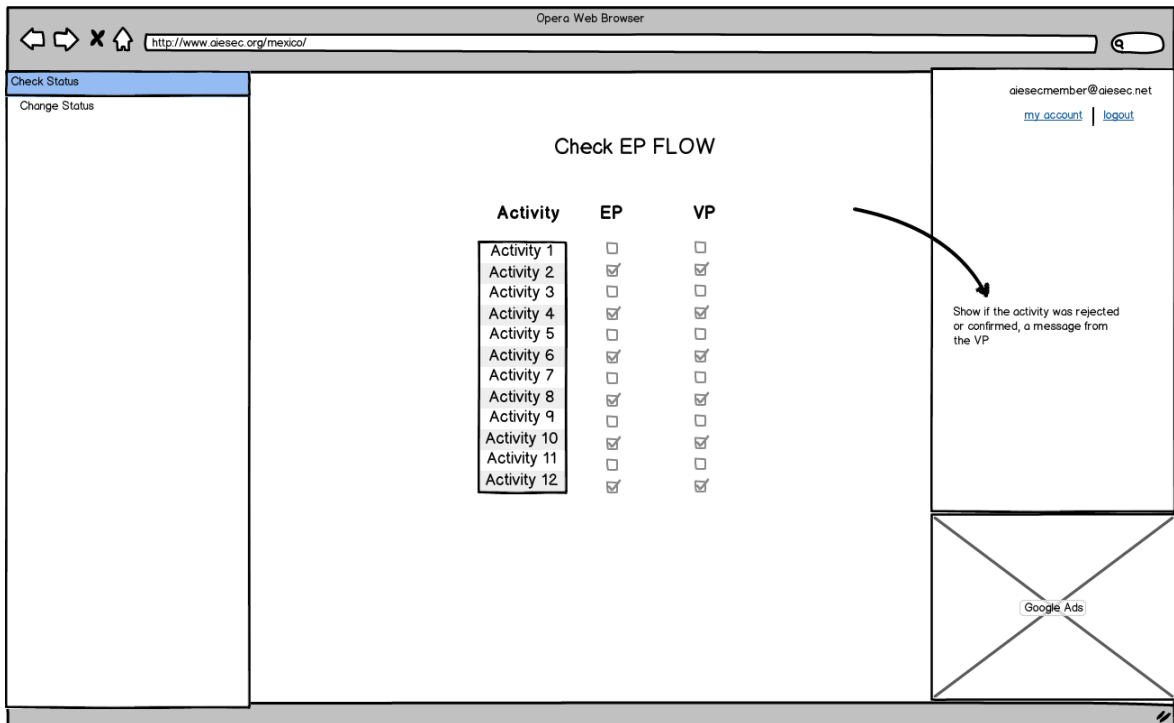 Opera Web Browser
http://www.aiesec.org/mexico/
Check Status
Change Status
aiesecmember@aiesec.net
my account | logout
Check EP FLOW
Activity EP VP
Activity 1
Activity 2
Activity 3
Activity 4
Activity 5
Activity 6
Activity 7
Activity 8
Activity 9
Activity 10
Activity 11
Activity 12
Show if the activity was rejected
or confirmed, a message from
the VP
Google Ads